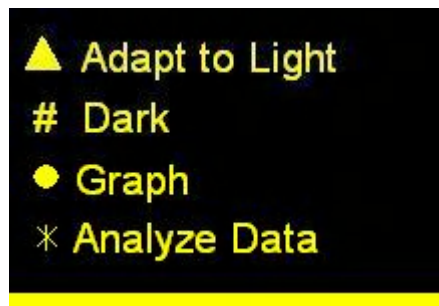 ▲ Adapt to Light
# Dark
● Graph
* Analyze Data